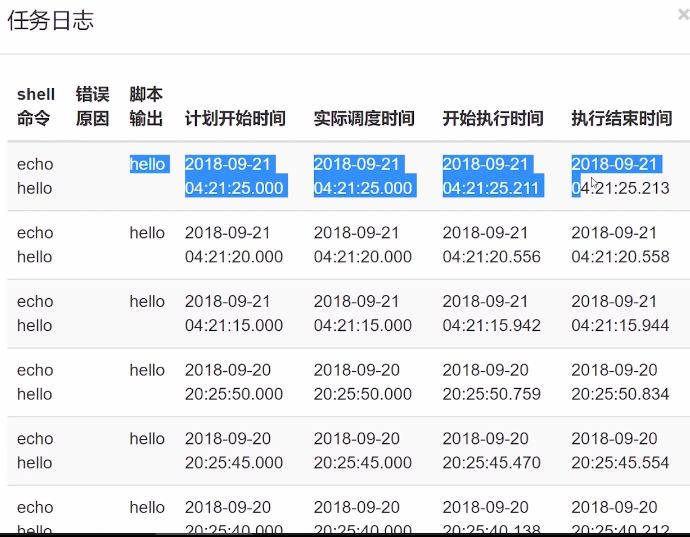 任务日志
×
shell 错误 脚本
命令 原因 输出 计划开始时间 实际调度时间 开始执行时间 执行结束时间
echo hello 2018-09-21 2018-09-21 2018-09-21 2018-09-21
hello 04:21:25.000 04:21:25.000 04:21:25.211 04:21:25.213
echo hello 2018-09-21 2018-09-21 2018-09-21 2018-09-21
hello 04:21:20.000 04:21:20.000 04:21:20.556 04:21:20.558
echo hello 2018-09-21 2018-09-21 2018-09-21 2018-09-21
hello 04:21:15.000 04:21:15.000 04:21:15.942 04:21:15.944
echo hello 2018-09-20 2018-09-20 2018-09-20 2018-09-20
hello 20:25:50.000 20:25:50.000 20:25:50.759 20:25:50.834
echo hello 2018-09-20 2018-09-20 2018-09-20 2018-09-20
hello 20:25:45.000 20:25:45.000 20:25:45.470 20:25:45.554
echo hello 2018-09-20 2018-09-20 2018-09-20 2018-09-20
hello 20:25:40.000 20:25:40.000 20:25:40.138 20:25:40.212